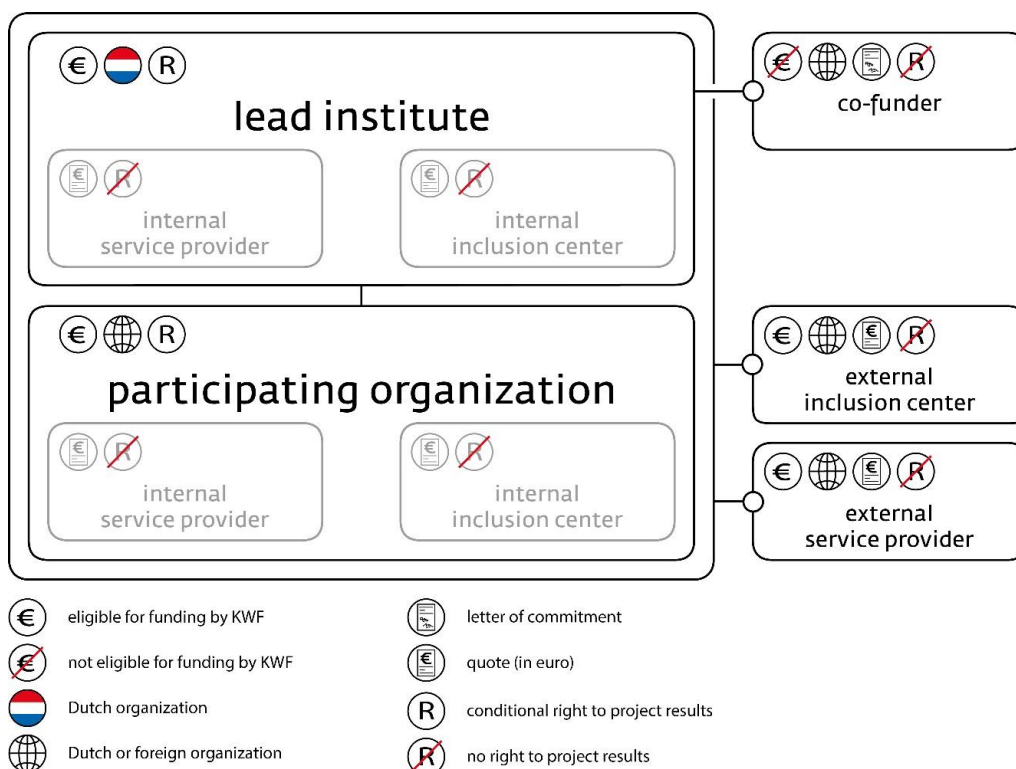 € R
lead institute
€ R
internal
service provider
€ R
internal
inclusion center
€ R
participating organization
€ R
internal
service provider
€ R
internal
inclusion center
€ R
co-funder
€ € R
external
inclusion center
€ € R
external
service provider
€ eligible for funding by KWF
€ not eligible for funding by KWF
Dutch organization
Dutch or foreign organization
letter of commitment
€ quote (in euro)
R conditional right to project results
R no right to project results